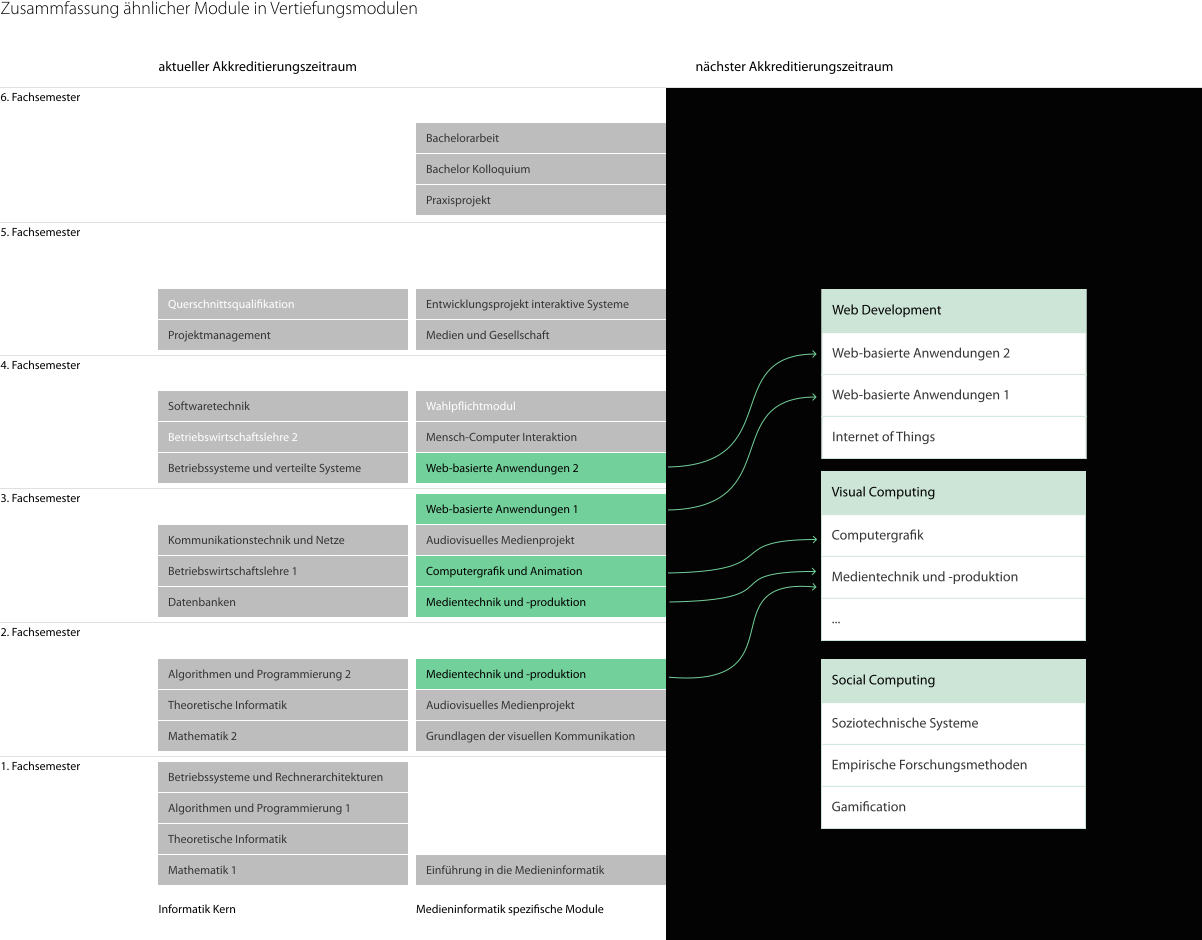 Zusammfassung ähnlicher Module in Vertiefungsmodulen
aktueller Akkreditierungszeitraum
nächster Akkreditierungszeitraum
6. Fachsemester
Bachelorarbeit
Bachelor Kolloquium
Praxisprojekt
5. Fachsemester
Querschnittsqualifikation
Entwicklungsprojekt interaktive Systeme
Projektmanagement
Medien und Gesellschaft
4. Fachsemester
Softwaretechnik
Wahlpflichtmodul
Betriebswirtschaftslehre 2
Mensch-Computer Interaktion
Betriebssysteme und verteilte Systeme
Web-basierte Anwendungen 2
3. Fachsemester
Web-basierte Anwendungen 1
Kommunikationstechnik und Netze
Audiovisuelles Medienprojekt
Betriebswirtschaftslehre 1
Computergrafik und Animation
Datenbanken
Medientechnik und -produktion
2. Fachsemester
Algorithmen und Programmierung 2
Medientechnik und -produktion
Theoretische Informatik
Audiovisuelles Medienprojekt
Mathematik 2
Grundlagen der visuellen Kommunikation
1. Fachsemester
Betriebssysteme und Rechnerarchitekturen
Algorithmen und Programmierung 1
Theoretische Informatik
Mathematik 1
Einführung in die Medieninformatik
Informatik Kern
Medieninformatik spezifische Module
Web Development
Web-basierte Anwendungen 2
Web-basierte Anwendungen 1
Internet of Things
Visual Computing
Computergrafik
Medientechnik und -produktion
...
Social Computing
Soziotechnische Systeme
Empirische Forschungsmethoden
Gamification